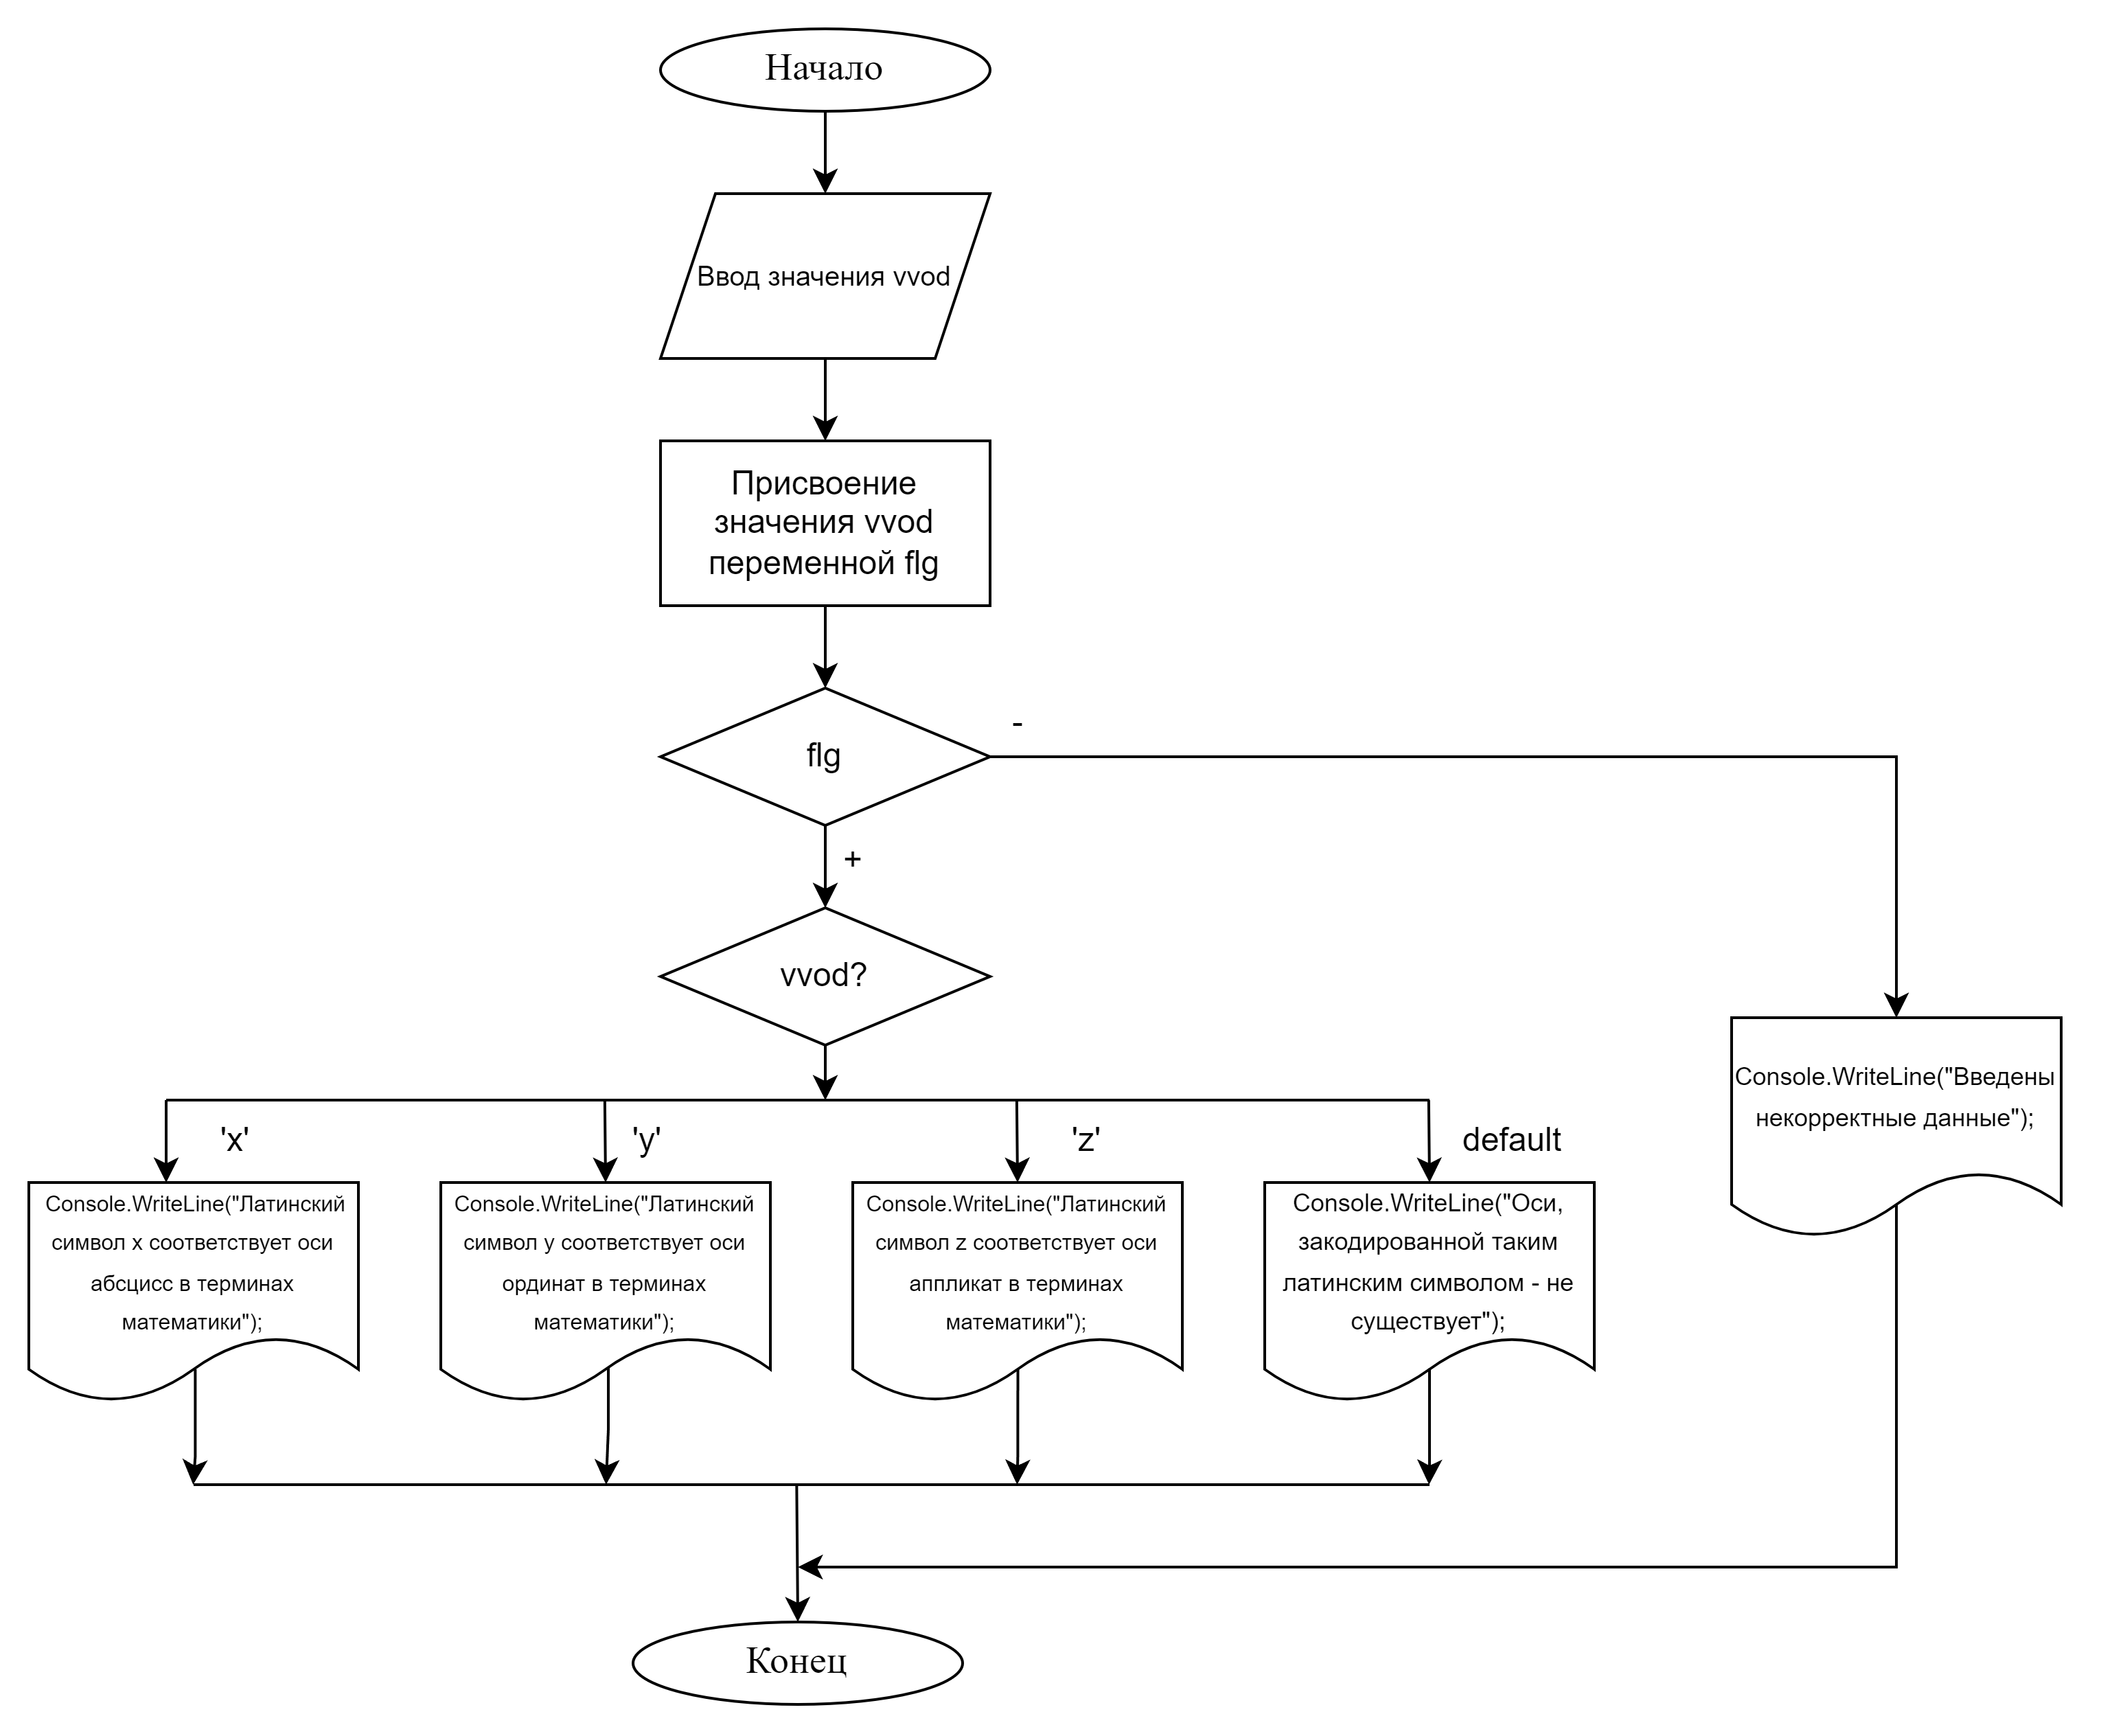 Начало
Ввод значения vvod
Присвоение
значения vvod
переменной flg
flg
-
+
vvod?
Console.WriteLine("Введены
некорректные данные");
'x'
'y'
'z'
default
Console.WriteLine("Латинский
символ x соответствует оси
абсцисс в терминах
математики");
Console.WriteLine("Латинский
символ y соответствует оси
ординат в терминах
математики");
Console.WriteLine("Латинский
символ z соответствует оси
аппликат в терминах
математики");
Console.WriteLine("Оси,
закодированной таким
латинским символом - не
существует");
Конец